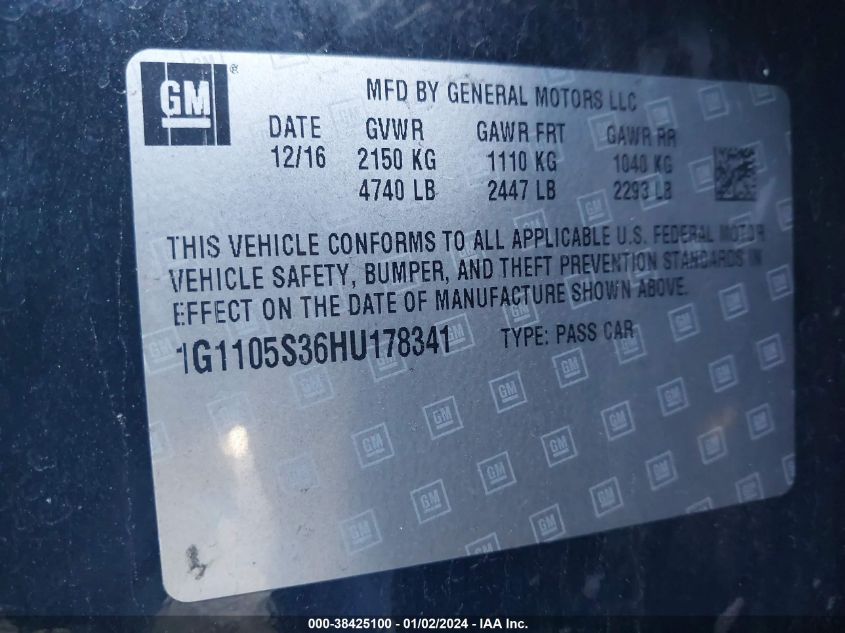 GM ®
MFD BY GENERAL MOTORS LLC
DATE GVWR GAWR FRT GAWR RR
12/16 2150 KG 1110 KG 1040 KG
4740 LB 2447 LB 2293 LB
THIS VEHICLE CONFORMS TO ALL APPLICABLE U.S. FEDERAL MOTOR
VEHICLE SAFETY, BUMPER, AND THEFT PREVENTION STANDARDS IN
EFFECT ON THE DATE OF MANUFACTURE SHOWN ABOVE.
1G1105S36HU178341 TYPE: PASS CAR
000-38425100 - 01/02/2024 - IAA Inc.